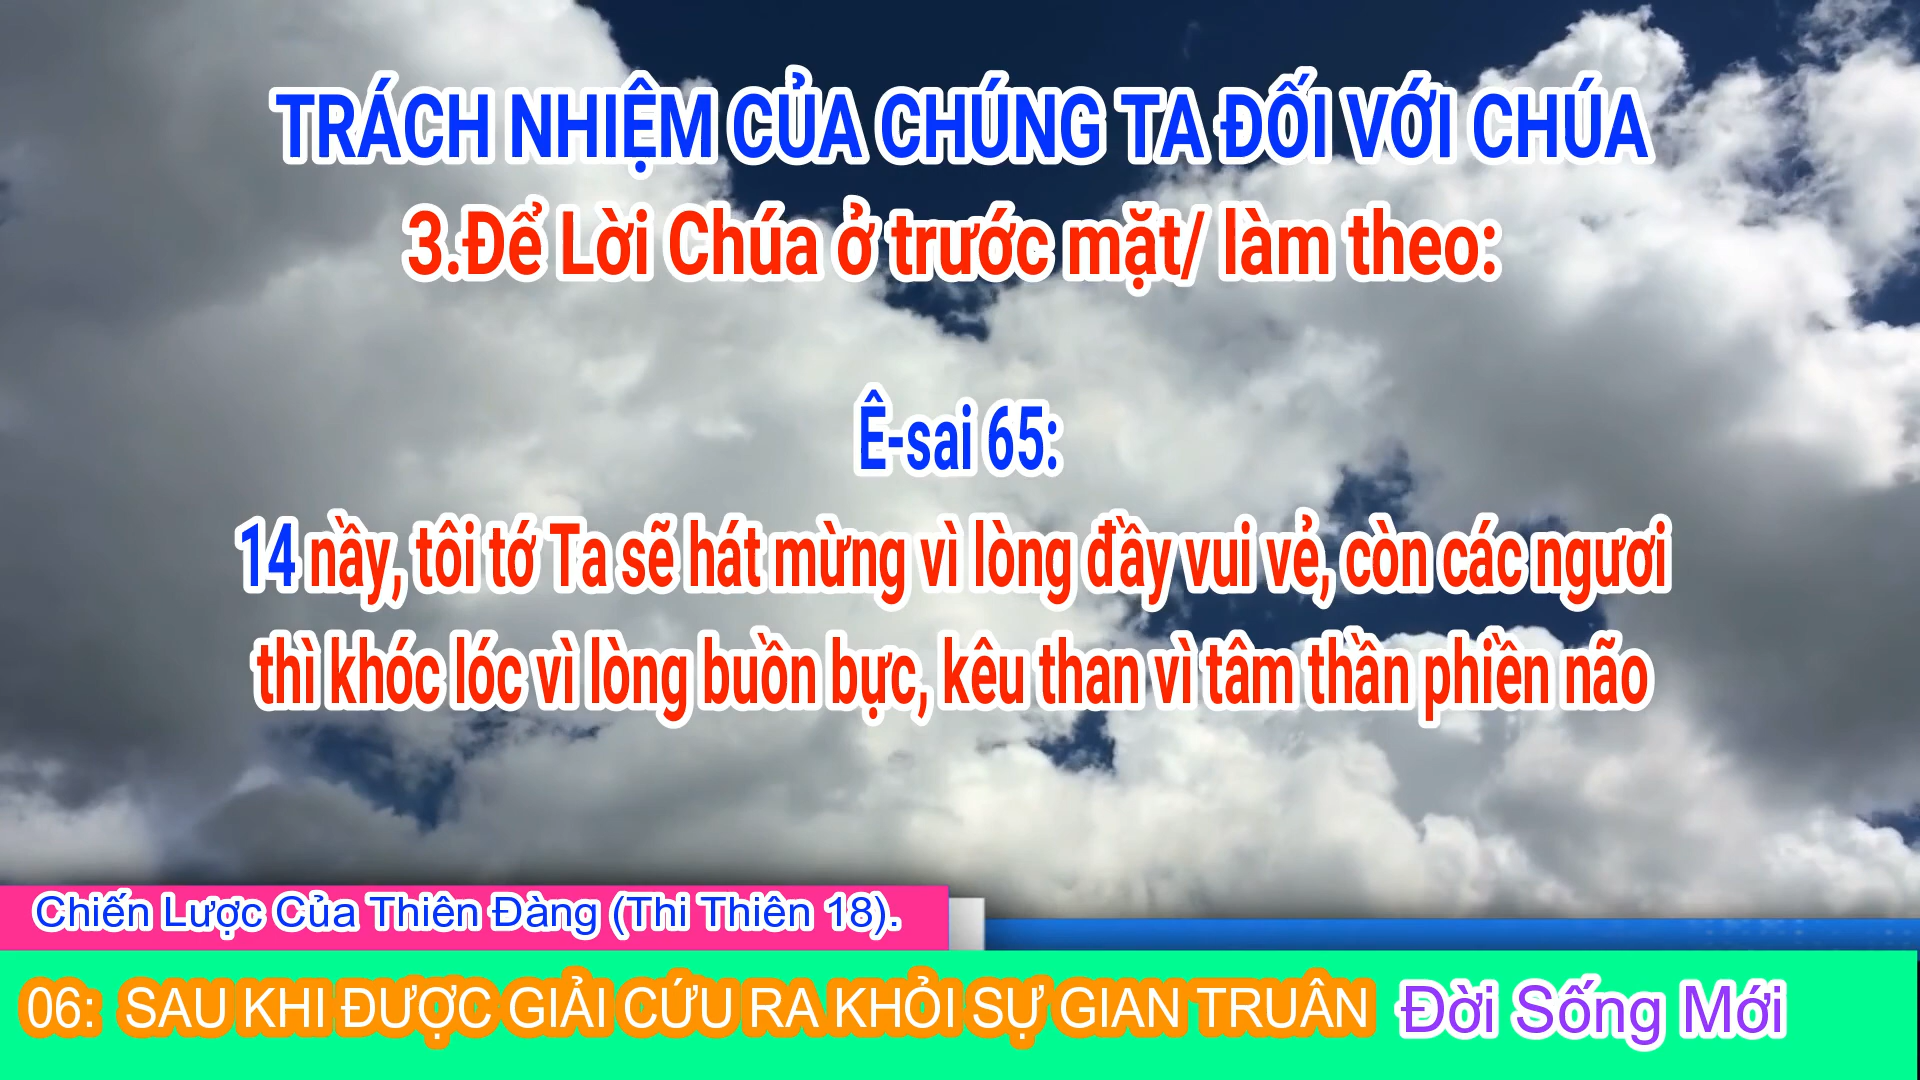 TRÁCH NHIỆM CỦA CHÚNG TA ĐỐI VỚI CHÚA
3.Để Lời Chúa ở trước mặt/ làm theo:
Ê-sai 65:
14 nầy, tôi tớ Ta sẽ hát mừng vì lòng đầy vui vẻ, còn các ngươi
thì khóc lóc vì lòng buồn bực, kêu than vì tâm thần phiền não
Chiến Lược Của Thiên Đàng (Thi Thiên 18).
06: SAU KHI ĐƯỢC GIẢI CỨU RA KHỎI SỰ GIAN TRUÂN Đời Sống Mới